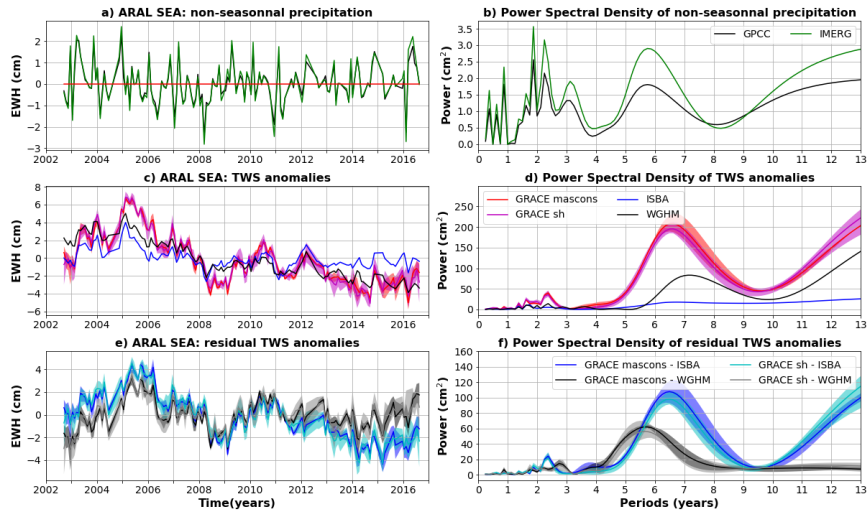 a) ARAL SEA: non-seasonnal precipitation
EWH (cm)
2
1
0
−1
−2
−3
2002 2004 2006 2008 2010 2012 2014 2016
b) Power Spectral Density of non-seasonnal precipitation
Power (cm²)
3.5
3.0
2.5
2.0
1.5
1.0
0.5
0.0
GPCC IMERG
0 1 2 3 4 5 6 7 8 9 10 11 12 13
c) ARAL SEA: TWS anomalies
EWH (cm)
8
6
4
2
0
−2
−4
−6
2002 2004 2006 2008 2010 2012 2014 2016
d) Power Spectral Density of TWS anomalies
Power (cm²)
250
200
150
100
50
0
GRACE mascons ISBA
GRACE sh WGHM
0 1 2 3 4 5 6 7 8 9 10 11 12 13
e) ARAL SEA: residual TWS anomalies
EWH (cm)
4
2
0
−2
−4
2002 2004 2006 2008 2010 2012 2014 2016
Time(years)
f) Power Spectral Density of residual TWS anomalies
Power (cm²)
160
140
120
100
80
60
40
20
0
GRACE mascons - ISBA GRACE sh - ISBA
GRACE mascons - WGHM GRACE sh - WGHM
0 1 2 3 4 5 6 7 8 9 10 11 12 13
Periods (years)